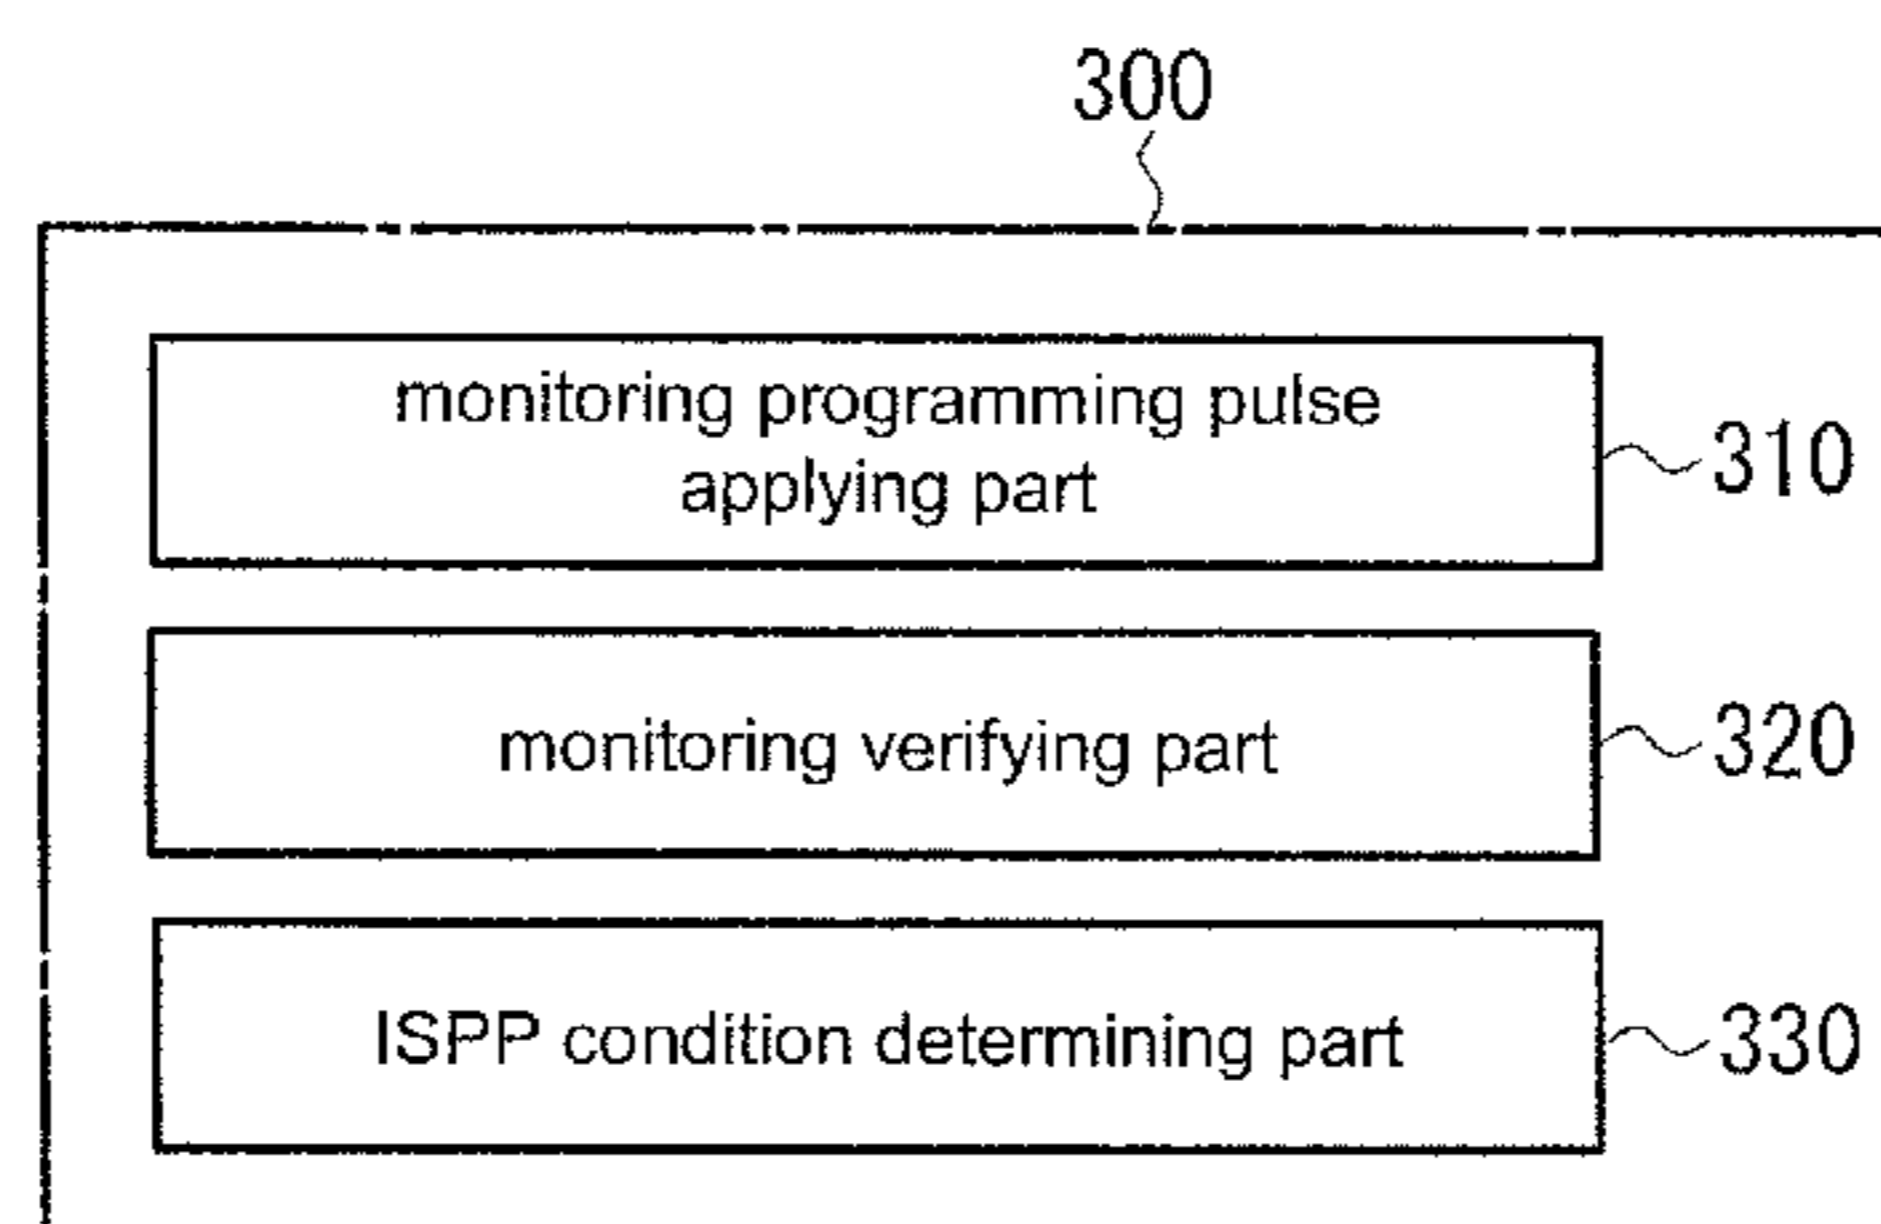 300
monitoring programming pulse
applying part
310
monitoring verifying part
320
ISPP condition determining part
330